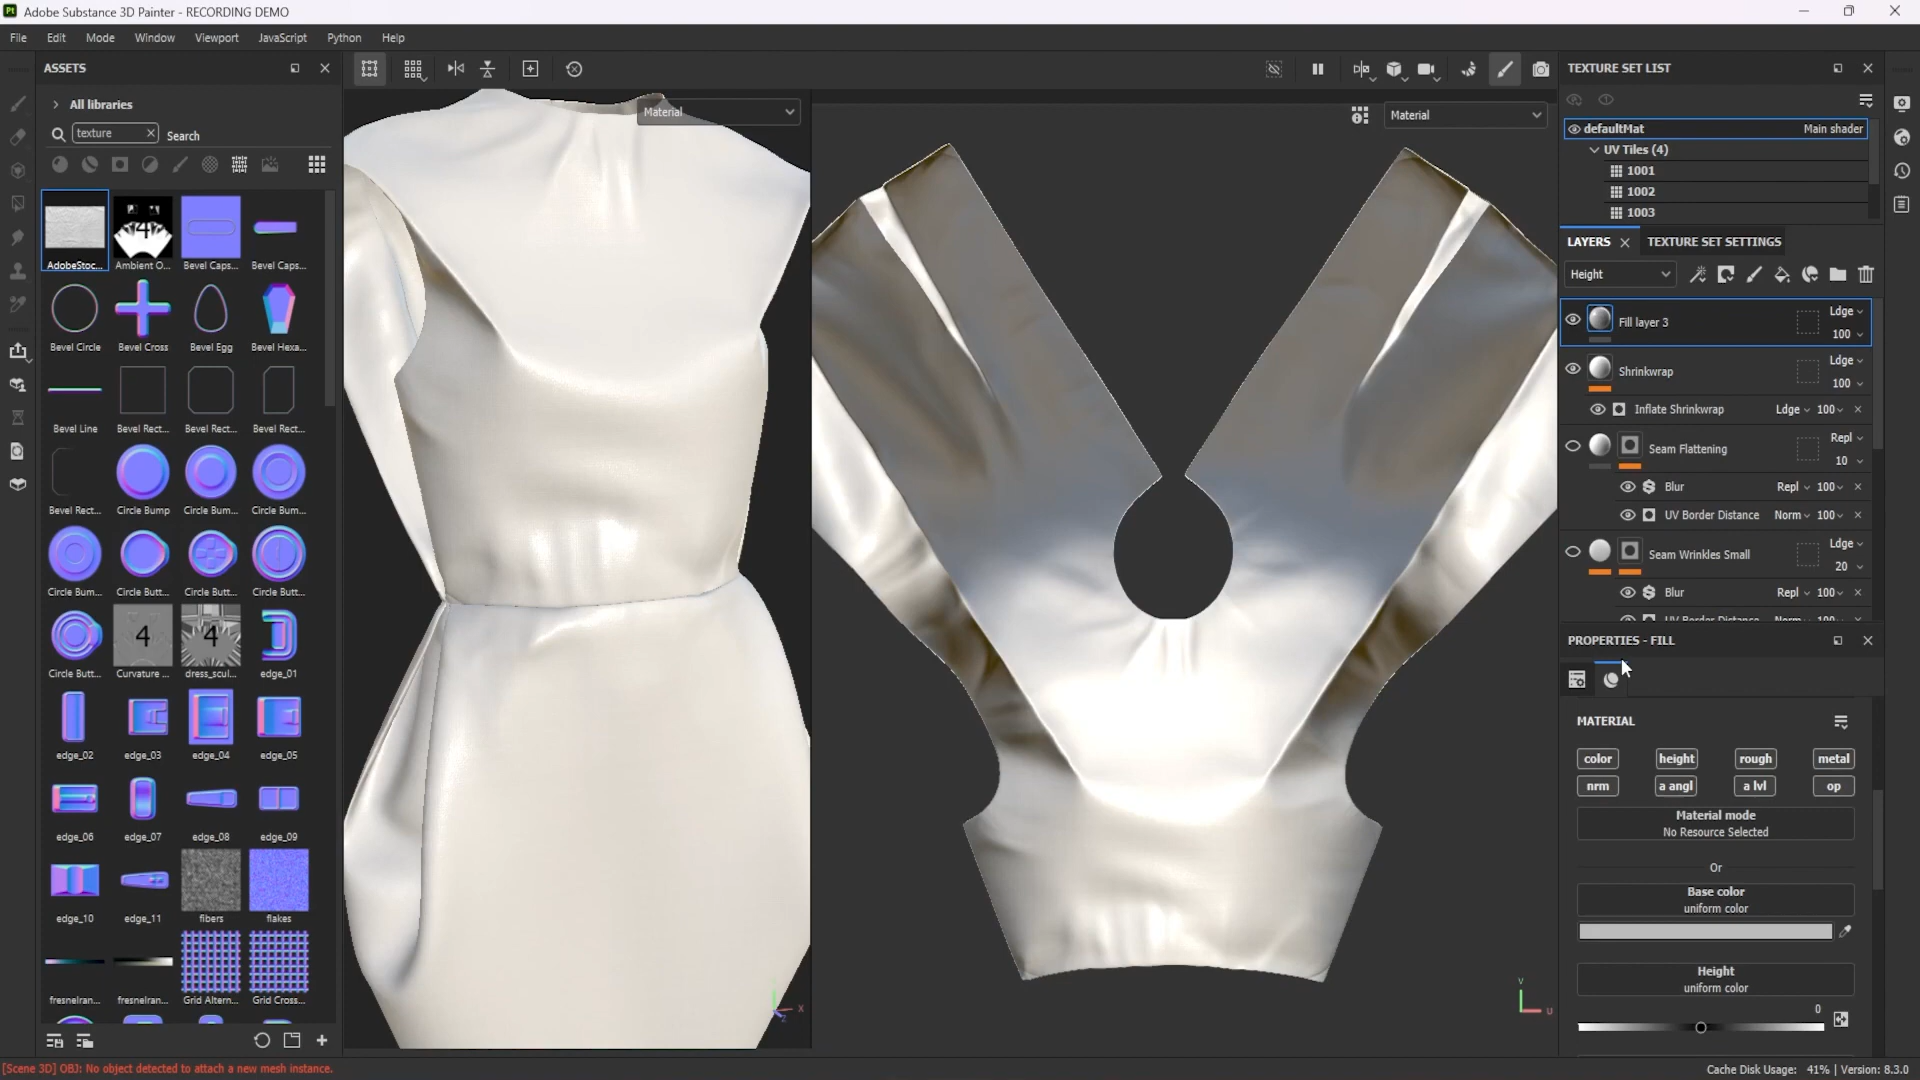 Adobe Substance 3D Painter - RECORDING DEMO
File Edit Mode Window Viewport JavaScript Python Help
ASSETS
All libraries
texture
Search
AdobeStoc... Ambient O... Bevel Caps... Bevel Caps...
Bevel Circle Bevel Cross Bevel Egg Bevel Hexa...
Bevel Line Bevel Rect... Bevel Rect... Bevel Rect...
Bevel Rect... Circle Bump Circle Bum... Circle Bum...
Circle Bum... Circle Butt... Circle Butt... Circle Butt...
4 4
Circle Butt... Curvature ... dress_scul... edge_01
edge_02 edge_03 edge_04 edge_05
edge_06 edge_07 edge_08 edge_09
edge_10 edge_11 fibers flakes
fresnelran... fresnelran... Grid Altern... Grid Cross...
Material
Material
TEXTURE SET LIST
defaultMat Main shader
UV Tiles (4)
1001
1002
1003
LAYERS
TEXTURE SET SETTINGS
Height
Fill layer 3 Ldge 100
Shrinkwrap Ldge 100
Inflate Shrinkwrap Ldge 100
Seam Flattening Repl 10
Blur Repl 100
UV Border Distance Norm 100
Seam Wrinkles Small Ldge 20
Blur Repl 100
UV Border Distance Norm 100
PROPERTIES - FILL
MATERIAL
color height rough metal
nrm a angl a lvl op
Material mode
No Resource Selected
Or
Base color
uniform color
Height
uniform color
0
V
U
X
[Scene 3D] OBJ: No object detected to attach a new mesh instance.
Cache Disk Usage: 41% | Version: 8.3.0